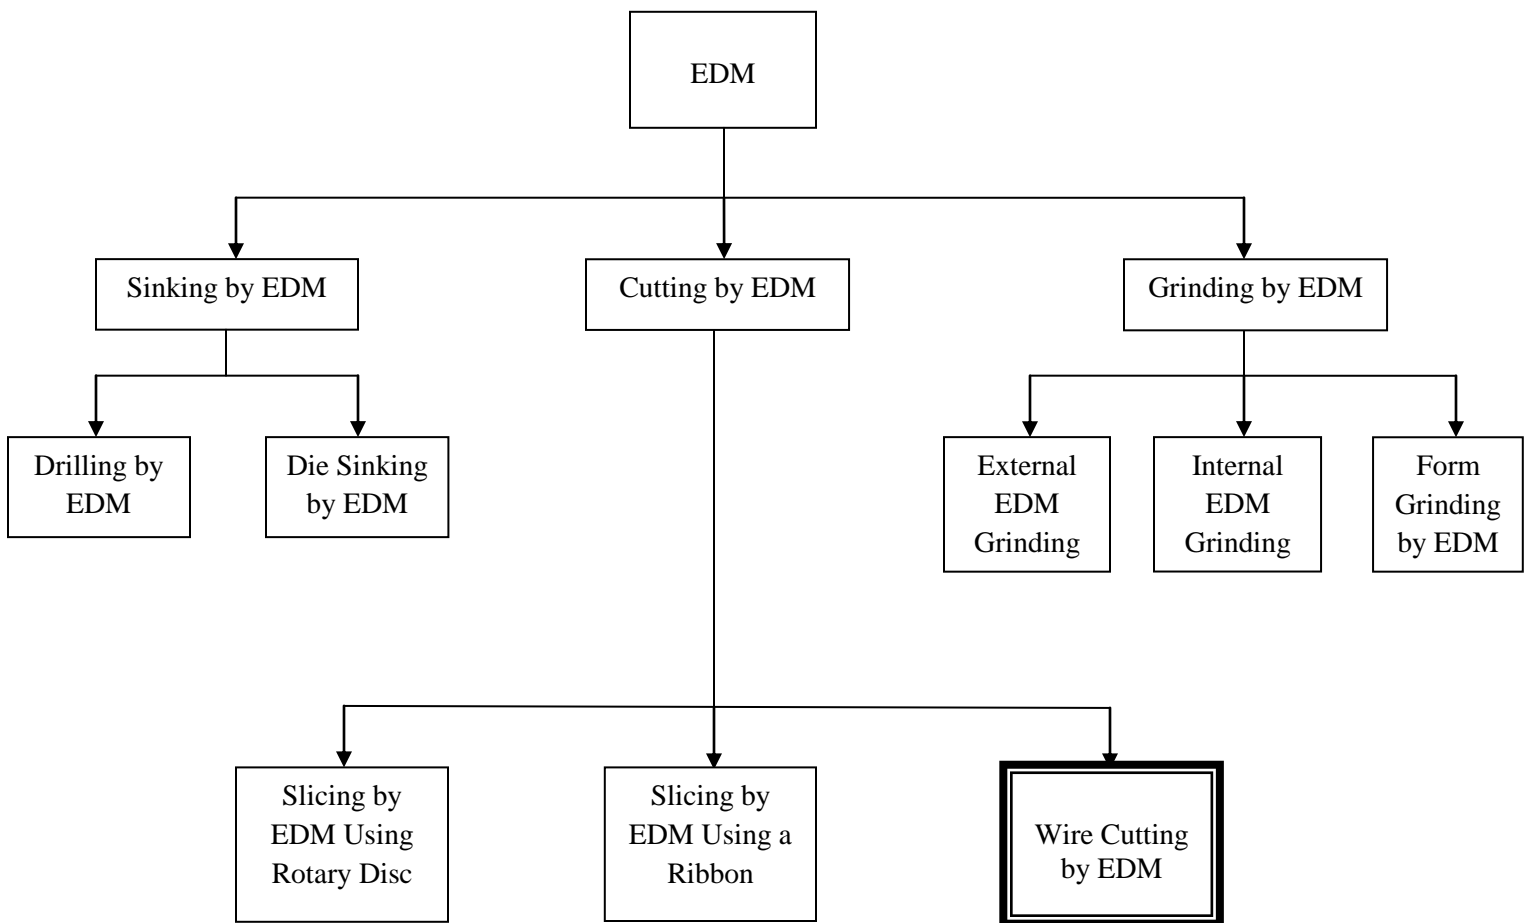 EDM
Sinking by EDM
Cutting by EDM
Grinding by EDM
Drilling by
EDM
Die Sinking
by EDM
External
EDM
Grinding
Internal
EDM
Grinding
Form
Grinding
by EDM
Slicing by
EDM Using
Rotary Disc
Slicing by
EDM Using a
Ribbon
Wire Cutting
by EDM